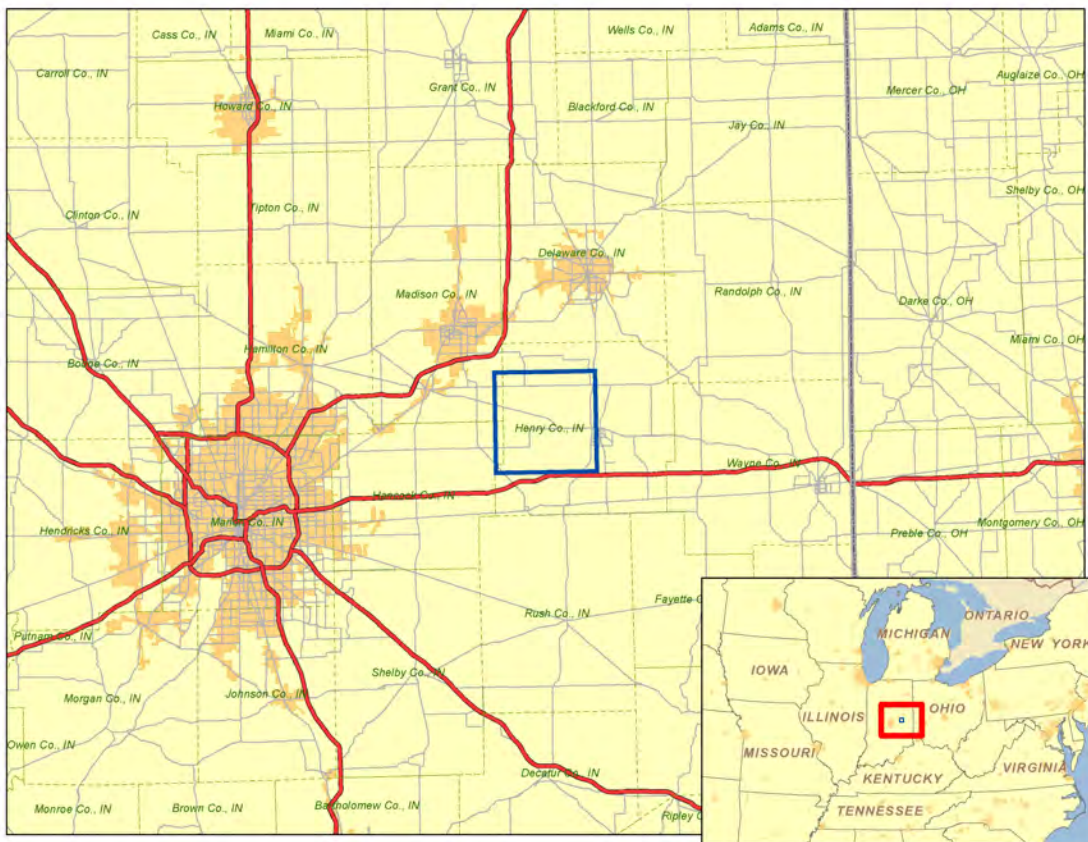 Cass Co., IN
Miami Co., IN
Wells Co., IN
Adams Co., IN
Carroll Co., IN
Grant Co., IN
Auglaize Co., OH
Mercer Co., OH
Howard Co., IN
Blackford Co., IN
Jay Co., IN
Shelby Co., OH
Clinton Co., IN
Tipton Co., IN
Delaware Co., IN
Madison Co., IN
Randolph Co., IN
Darke Co., OH
Miami Co., OH
Hamilton Co., IN
Boone Co., IN
Henry Co., IN
Wayne Co., IN
Hancock Co., IN
Marion Co., IN
Hendricks Co., IN
Montgomery Co., OH
Preble Co., OH
Fayette C
Rush Co., IN
Putnam Co., IN
Shelby Co., IN
Johnson Co., IN
Morgan Co., IN
Owen Co., IN
Decatur Co., IN
Monroe Co., IN
Brown Co., IN
Bartholomew Co., IN
Ripley Co.
ONTARIO
MICHIGAN
NEW YORK
IOWA
ILLINOIS
OHIO
MISSOURI
VIRGINIA
KENTUCKY
TENNESSEE